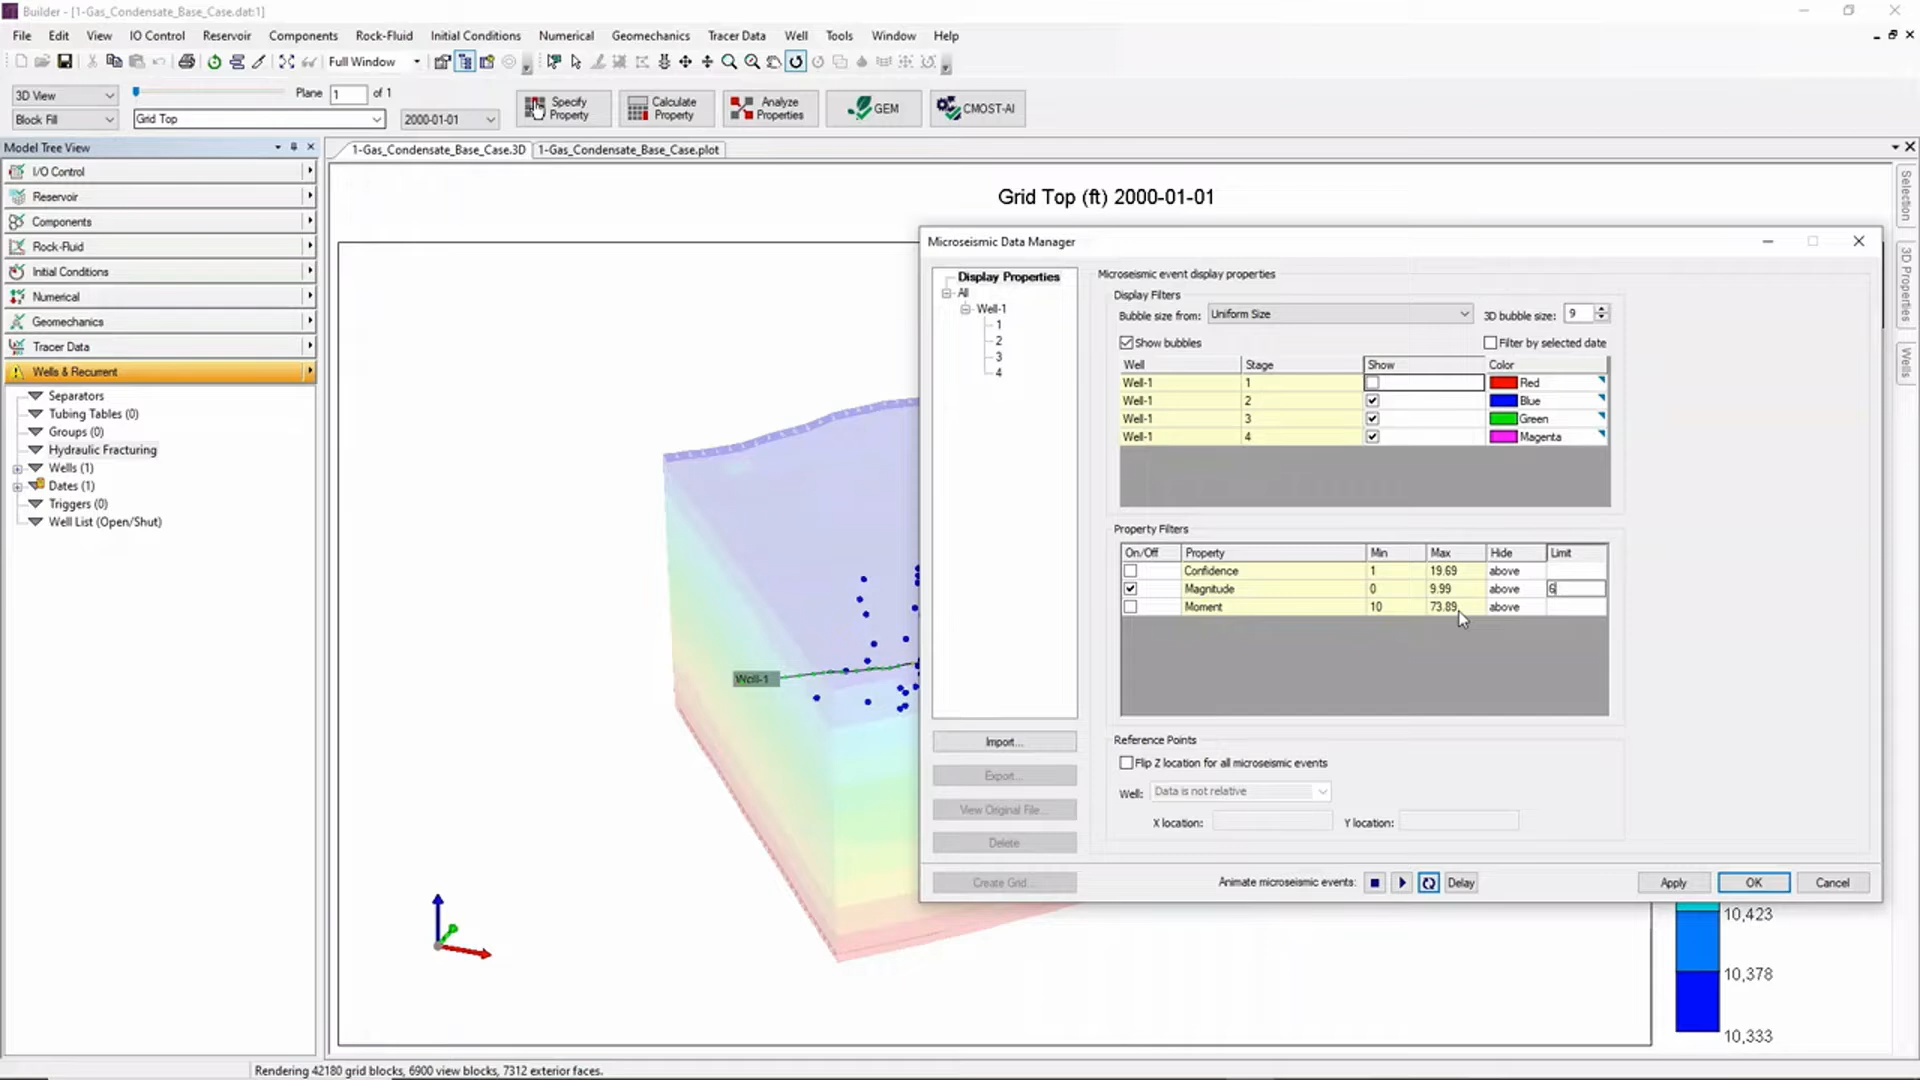 Builder - [1-Gas_Condensate_Base_Case.dat:1]
File Edit View IO Control Reservoir Components Rock-Fluid Initial Conditions Numerical Geomechanics Tracer Data Well Tools Window Help
Full Window
3D View Plane 1 of 1
Block Fill Grid Top 2000-01-01
Specify Property
Calculate Property
Analyze Properties
GEM
CMOST-AI
Model Tree View
1-Gas_Condensate_Base_Case.3D 1-Gas_Condensate_Base_Case.plot
I/O Control
Reservoir
Components
Rock-Fluid
Initial Conditions
Numerical
Geomechanics
Tracer Data
Wells & Recurrent
Separators
Tubing Tables (0)
Groups (0)
Hydraulic Fracturing
Wells (1)
Dates (1)
Triggers (0)
Well List (Open/Shut)
Grid Top (ft) 2000-01-01
Well-1
Microseismic Data Manager
Display Properties
All
Well-1
1
2
3
4
Import...
Export...
View Original File...
Delete
Create Grid...
Microseismic event display properties
Display Filters
Bubble size from: Uniform Size 3D bubble size: 9
Show bubbles Filter by selected date
Well Stage Show Color
Well-1 1 Red
Well-1 2 Blue
Well-1 3 Green
Well-1 4 Magenta
Property Filters
On/Off Property Min Max Hide Limit
Confidence 1 19.69 above
Magnitude 0 9.99 above 6
Moment 10 73.89 above
Reference Points
Flip Z location for all microseismic events
Well: Data is not relative
X location: Y location:
Animate microseismic events: Delay Apply OK Cancel
10,423
10,378
10,333
Selection
3D Properties
Wells
Rendering 42180 grid blocks, 6900 view blocks, 7312 exterior faces.